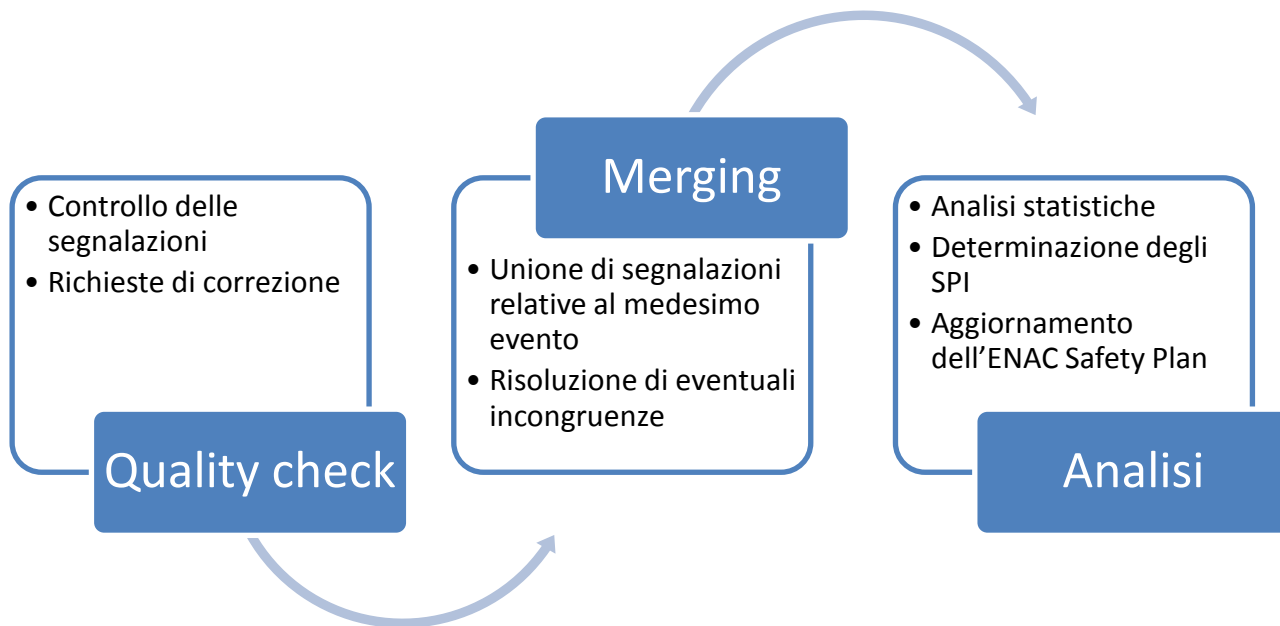 • Controllo delle
segnalazioni
• Richieste di correzione
Quality check
Merging
• Unione di segnalazioni
relative al medesimo
evento
• Risoluzione di eventuali
incongruenze
• Analisi statistiche
• Determinazione degli
SPI
• Aggiornamento
dell’ENAC Safety Plan
Analisi